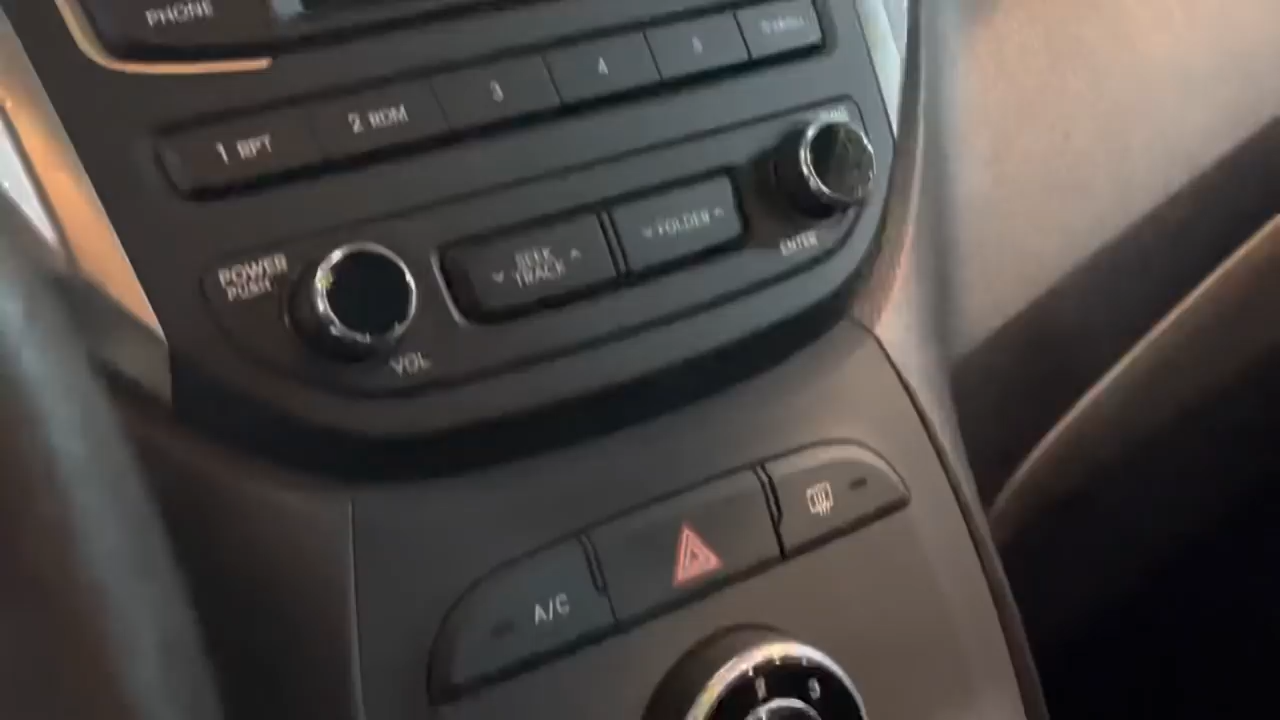 PHONE
1 RPT
2 RDM
3
4
5
SEEK
TRACK
FOLDER
POWER
PUSH
VOL
ENTER
A/C